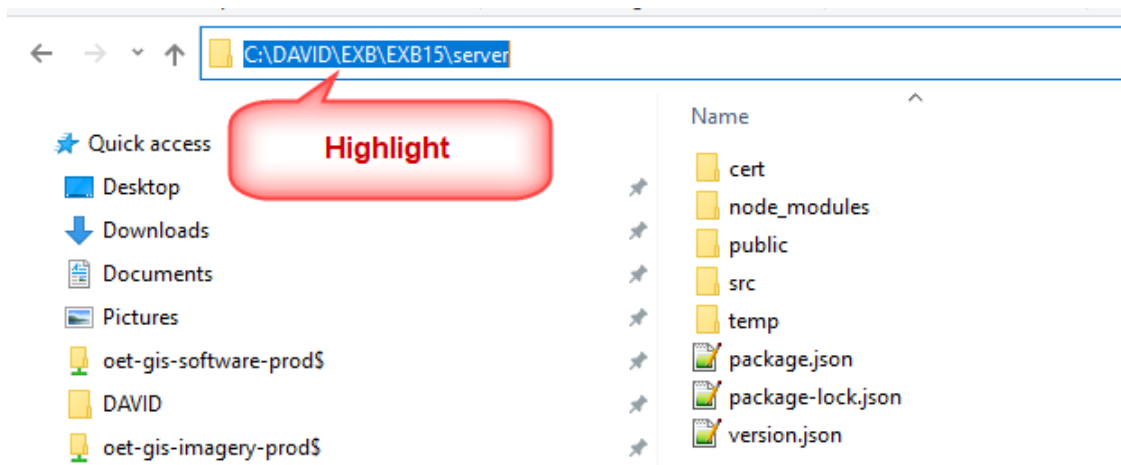 C:\DAVID\EXB\EXB15\server
Highlight
Quick access
Desktop
Downloads
Documents
Pictures
oet-gis-software-prod$
DAVID
oet-gis-imagery-prod$
Name
cert
node_modules
public
src
temp
package.json
package-lock.json
version.json